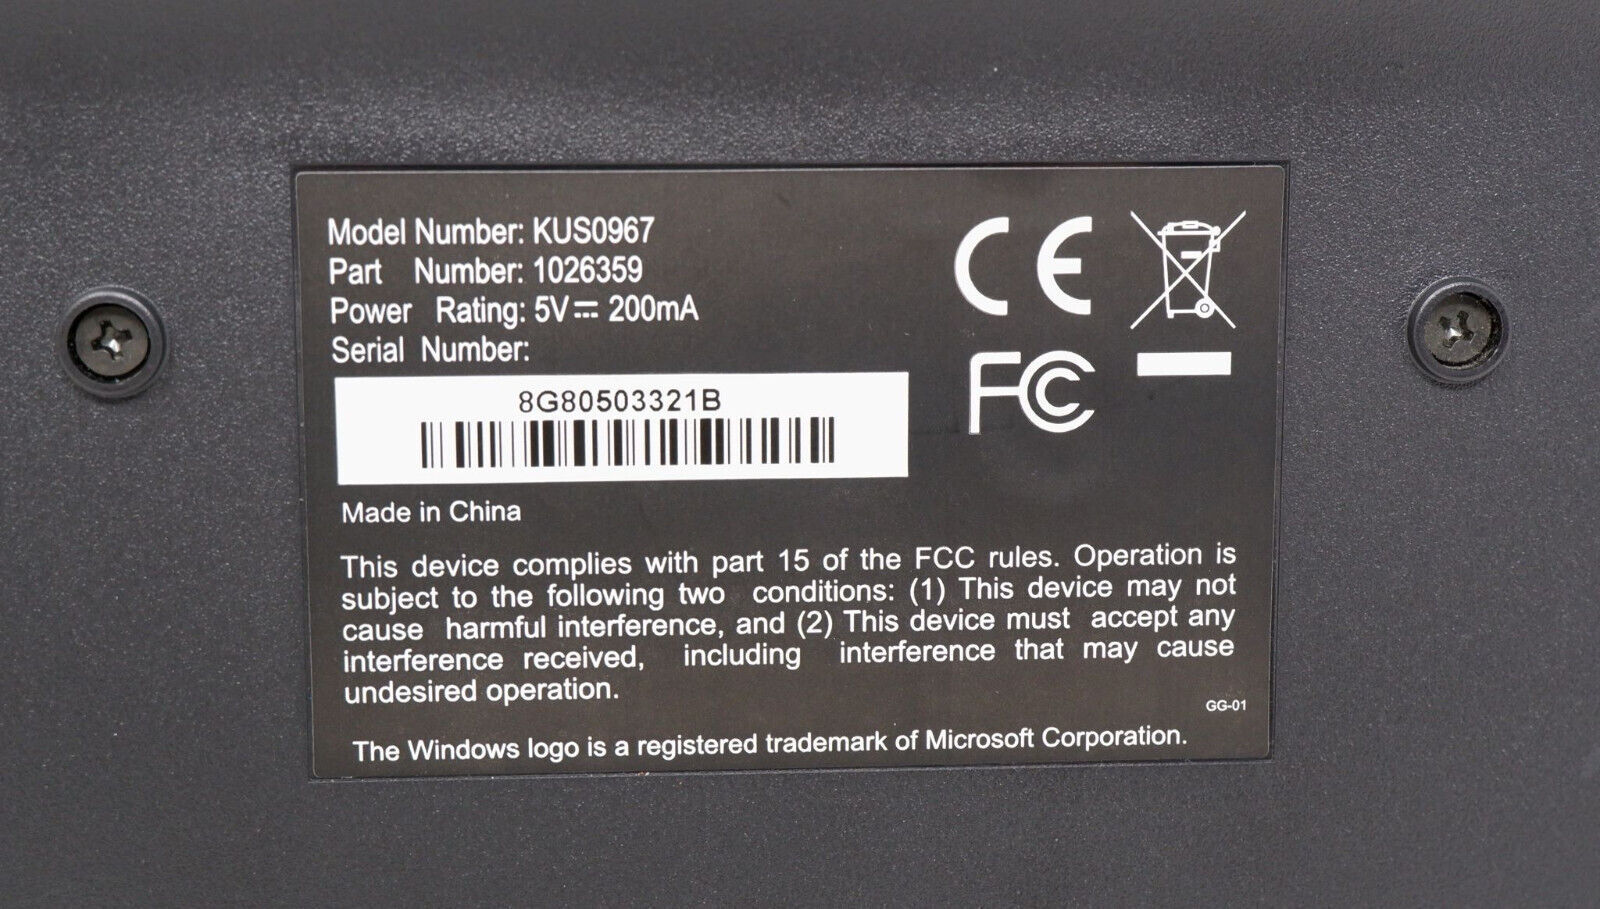 Model Number: KUS0967
Part Number: 1026359
Power Rating: 5V⎓ 200mA
Serial Number:
8G80503321B
CE
FC
Made in China
This device complies with part 15 of the FCC rules. Operation is
subject to the following two conditions: (1) This device may not
cause harmful interference, and (2) This device must accept any
interference received, including interference that may cause
undesired operation.
GG-01
The Windows logo is a registered trademark of Microsoft Corporation.